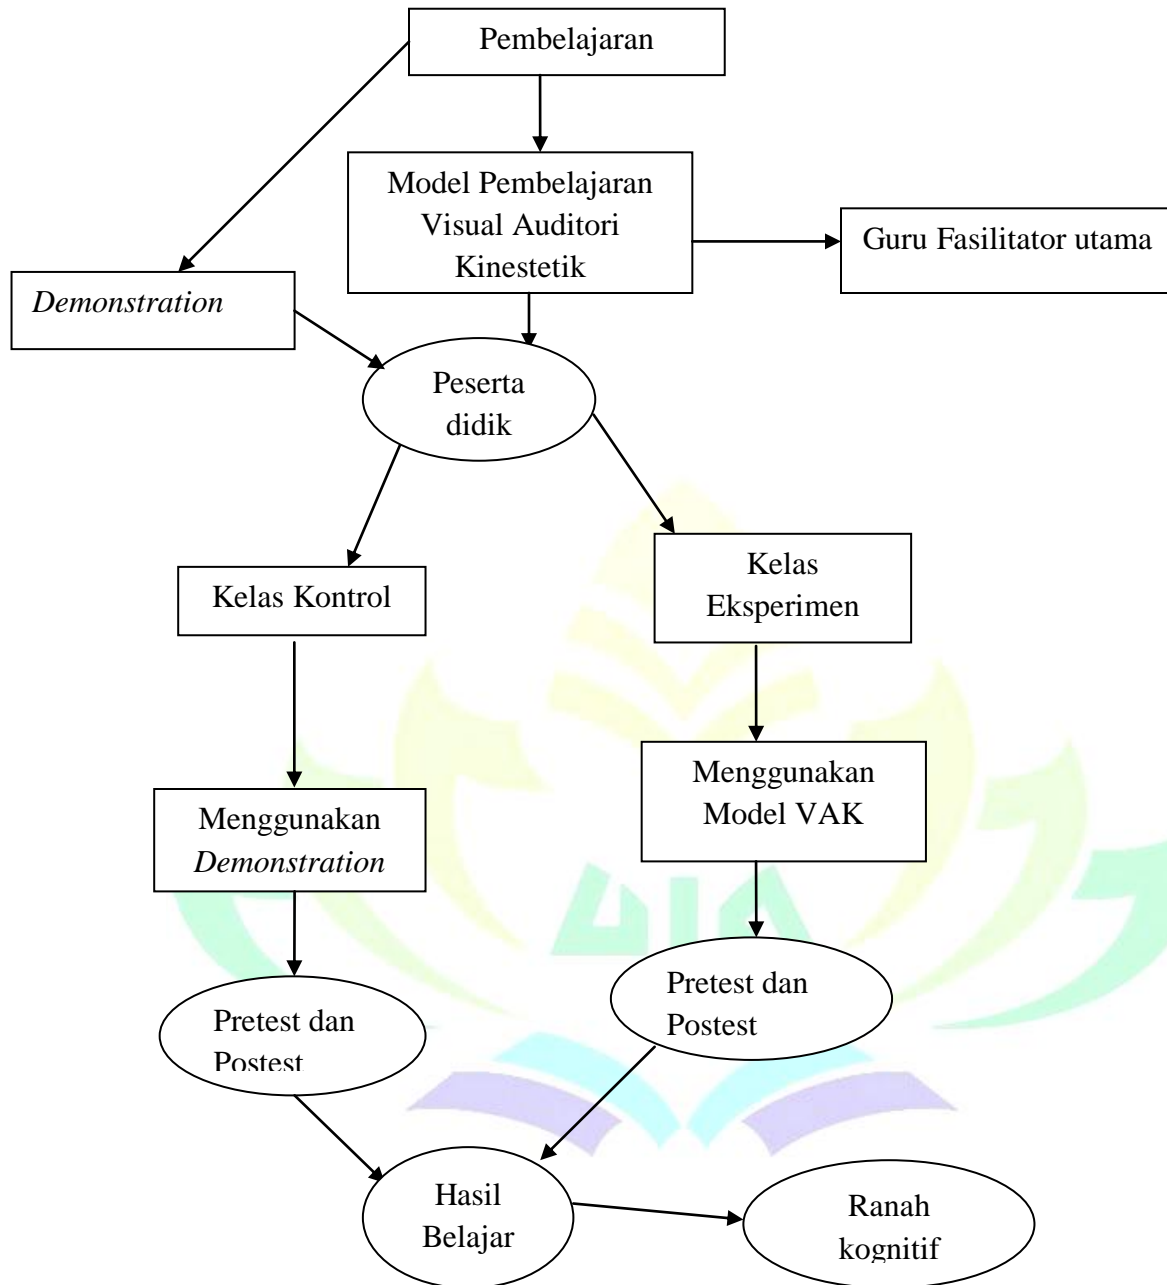 Pembelajaran
Model Pembelajaran
Visual Auditori
Kinestetik
Guru Fasilitator utama
Demonstration
Peserta
didik
Kelas Kontrol
Kelas
Eksperimen
Menggunakan
Demonstration
Menggunakan
Model VAK
Pretest dan
Postest
Pretest dan
Postest
Hasil
Belajar
Ranah
kognitif